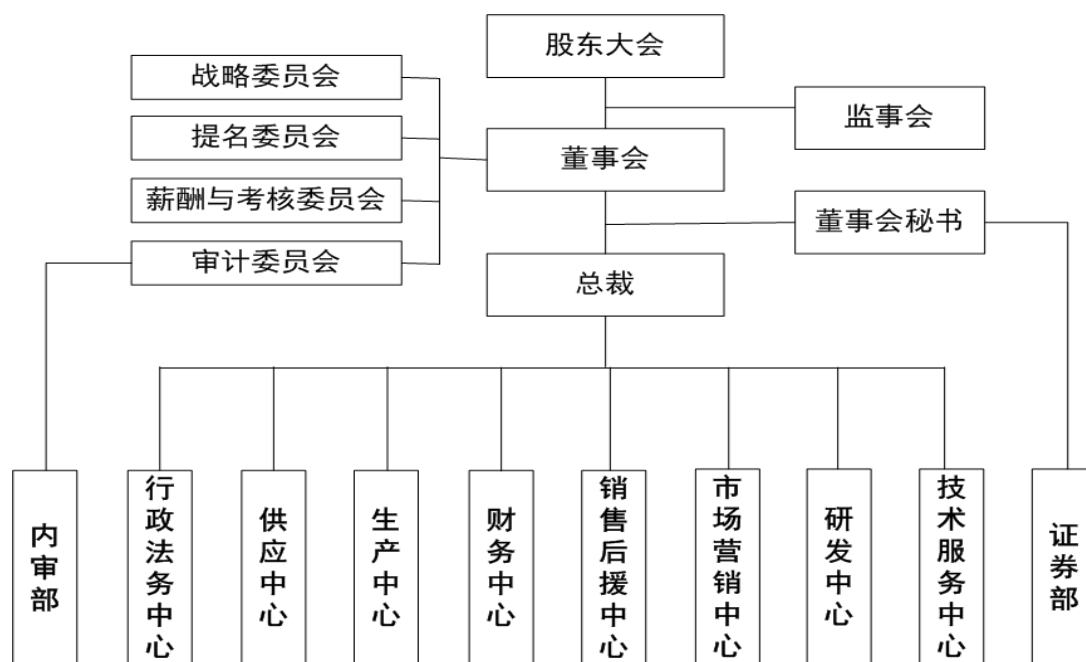 股东大会
战略委员会
监事会
提名委员会
董事会
薪酬与考核委员会
董事会秘书
审计委员会
总裁
内审部
行政法务中心
供应中心
生产中心
财务中心
销售后援中心
市场营销中心
研发中心
技术服务中心
证券部